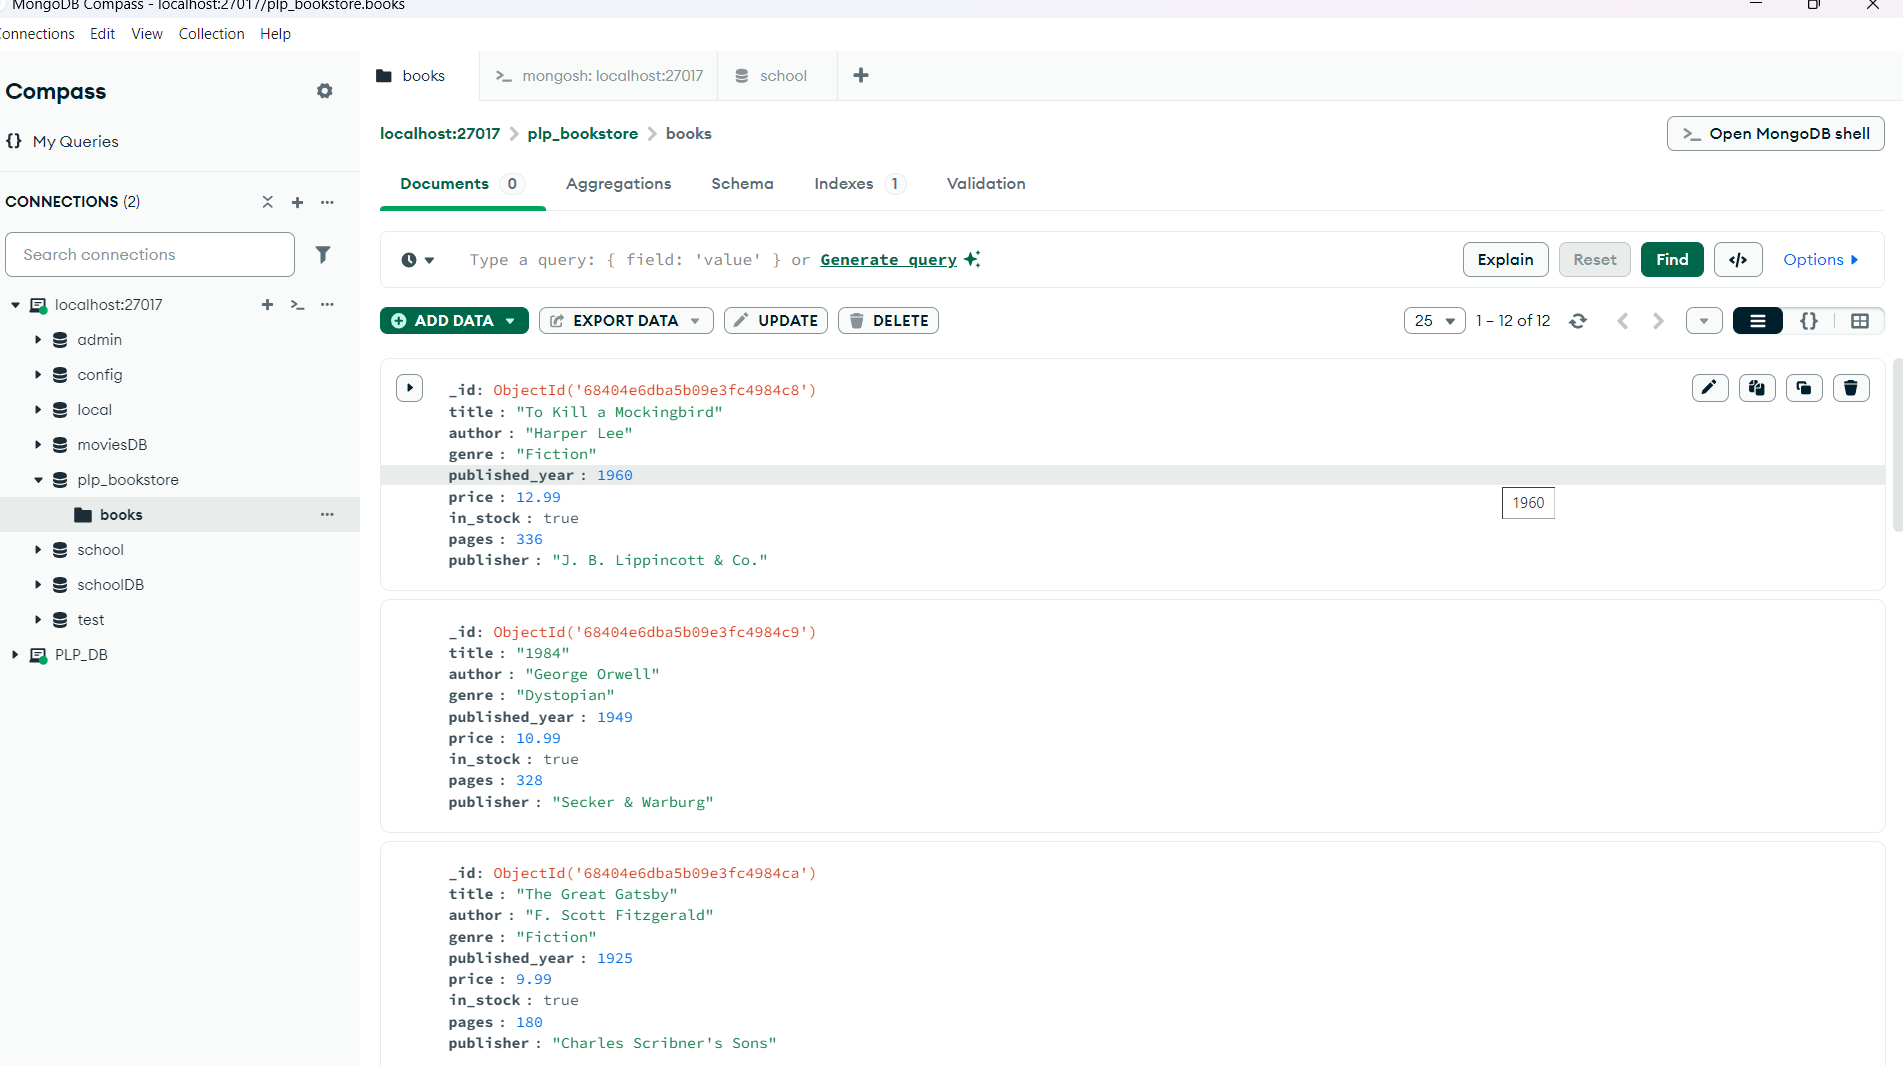 MongoDB Compass - localhost:27017/plp_bookstore.books
onnections Edit View Collection Help
Compass
{} My Queries
CONNECTIONS (2)
Search connections
localhost:27017
admin
config
local
moviesDB
plp_bookstore
books
school
schoolDB
test
PLP_DB
books
>_ mongosh: localhost:27017
school
localhost:27017 > plp_bookstore > books
>_ Open MongoDB shell
Documents 0
Aggregations
Schema
Indexes 1
Validation
Type a query: { field: 'value' } or Generate query
Explain
Reset
Find
</>
Options
ADD DATA
EXPORT DATA
UPDATE
DELETE
25
1 – 12 of 12
{}
_id: ObjectId('68404e6dba5b09e3fc4984c8')
title : "To Kill a Mockingbird"
author : "Harper Lee"
genre : "Fiction"
published_year : 1960
price : 12.99
1960
in_stock : true
pages : 336
publisher : "J. B. Lippincott & Co."
_id: ObjectId('68404e6dba5b09e3fc4984c9')
title : "1984"
author : "George Orwell"
genre : "Dystopian"
published_year : 1949
price : 10.99
in_stock : true
pages : 328
publisher : "Secker & Warburg"
_id: ObjectId('68404e6dba5b09e3fc4984ca')
title : "The Great Gatsby"
author : "F. Scott Fitzgerald"
genre : "Fiction"
published_year : 1925
price : 9.99
in_stock : true
pages : 180
publisher : "Charles Scribner's Sons"